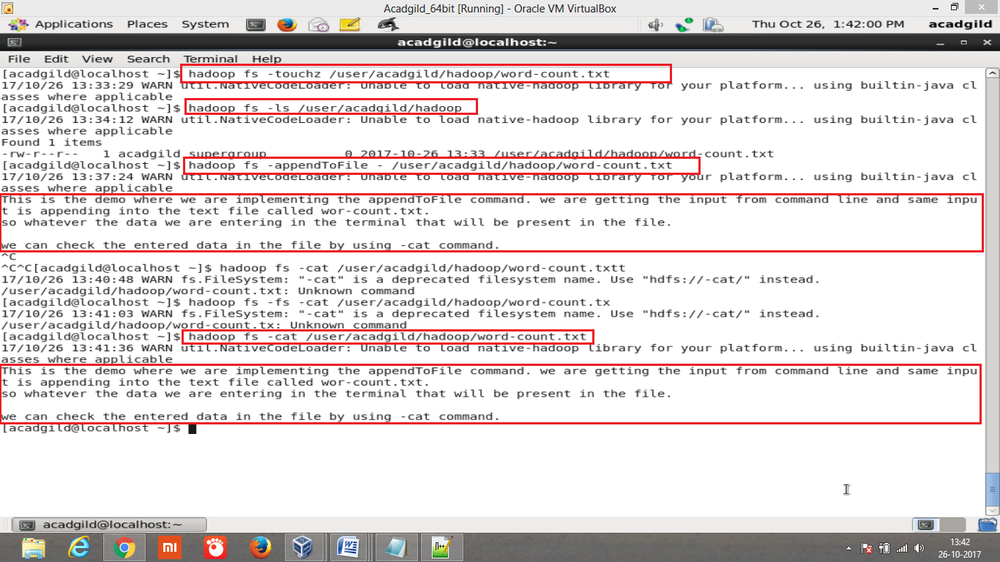 Acadgild_64bit [Running] - Oracle VM VirtualBox
Applications Places System Thu Oct 26, 1:42:00 PM acadgild
acadgild@localhost:~
File Edit View Search Terminal Help
[acadgild@localhost ~]$ hadoop fs -touchz /user/acadgild/hadoop/word-count.txt
17/10/26 13:33:29 WARN util.NativeCodeLoader: Unable to load native-hadoop library for your platform... using builtin-java cl
asses where applicable
[acadgild@localhost ~]$ hadoop fs -ls /user/acadgild/hadoop
17/10/26 13:34:12 WARN util.NativeCodeLoader: Unable to load native-hadoop library for your platform... using builtin-java cl
asses where applicable
Found 1 items
-rw-r--r-- 1 acadgild supergroup 0 2017-10-26 13:33 /user/acadgild/hadoop/word-count.txt
[acadgild@localhost ~]$ hadoop fs -appendToFile - /user/acadgild/hadoop/word-count.txt
17/10/26 13:37:24 WARN util.NativeCodeLoader: Unable to load native-hadoop library for your platform... using builtin-java cl
asses where applicable
This is the demo where we are implementing the appendToFile command. we are getting the input from command line and same inpu
t is appending into the text file called wor-count.txt.
so whatever the data we are entering in the terminal that will be present in the file.
we can check the entered data in the file by using -cat command.
^C
^C^C[acadgild@localhost ~]$ hadoop fs -cat /user/acadgild/hadoop/word-count.txtt
17/10/26 13:40:48 WARN fs.FileSystem: "-cat" is a deprecated filesystem name. Use "hdfs://-cat/" instead.
/user/acadgild/hadoop/word-count.txt: Unknown command
[acadgild@localhost ~]$ hadoop fs -fs -cat /user/acadgild/hadoop/word-count.tx
17/10/26 13:41:03 WARN fs.FileSystem: "-cat" is a deprecated filesystem name. Use "hdfs://-cat/" instead.
/user/acadgild/hadoop/word-count.tx: Unknown command
[acadgild@localhost ~]$ hadoop fs -cat /user/acadgild/hadoop/word-count.txt
17/10/26 13:41:36 WARN util.NativeCodeLoader: Unable to load native-hadoop library for your platform... using builtin-java cl
asses where applicable
This is the demo where we are implementing the appendToFile command. we are getting the input from command line and same inpu
t is appending into the text file called wor-count.txt.
so whatever the data we are entering in the terminal that will be present in the file.
we can check the entered data in the file by using -cat command.
[acadgild@localhost ~]$
acadgild@localhost:~
13:42
26-10-2017